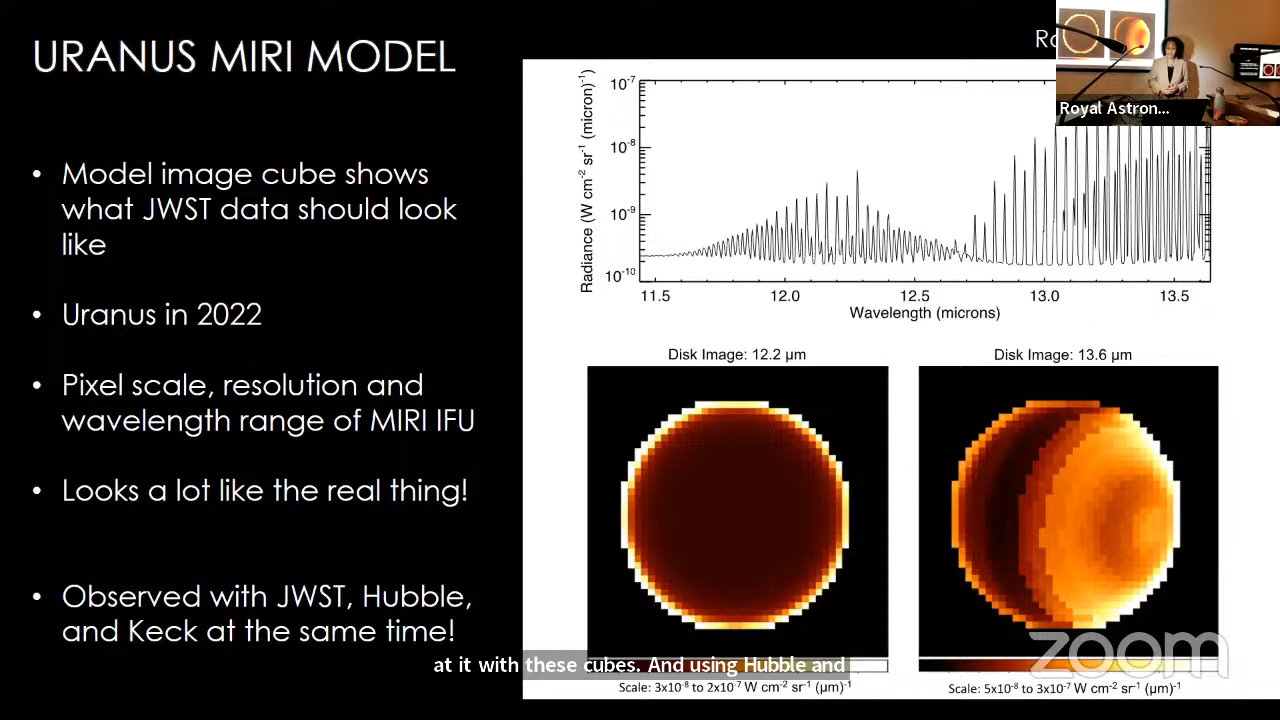 URANUS MIRI MODEL
• Model image cube shows
what JWST data should look
like
• Uranus in 2022
• Pixel scale, resolution and
wavelength range of MIRI IFU
• Looks a lot like the real thing!
• Observed with JWST, Hubble,
and Keck at the same time!
Ro
Royal Astron...
Radiance (W cm⁻² sr⁻¹ (micron)⁻¹)
10⁻⁷
10⁻⁸
10⁻⁹
10⁻¹⁰
11.5 12.0 12.5 13.0 13.5
Wavelength (microns)
Disk Image: 12.2 µm
Disk Image: 13.6 µm
zoom
at it with these cubes. And using Hubble and
Scale: 3x10⁻⁸ to 2x10⁻⁷ W cm⁻² sr⁻¹ (µm)⁻¹
Scale: 5x10⁻⁸ to 3x10⁻⁷ W cm⁻² sr⁻¹ (µm)⁻¹